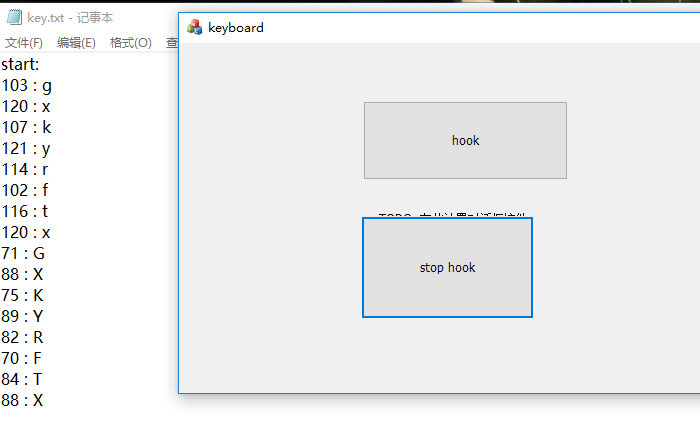 key.txt - 记事本
文件(F) 编辑(E) 格式(O) 查
start:
103 : g
120 : x
107 : k
121 : y
114 : r
102 : f
116 : t
120 : x
71 : G
88 : X
75 : K
89 : Y
82 : R
70 : F
84 : T
88 : X
keyboard
hook
stop hook